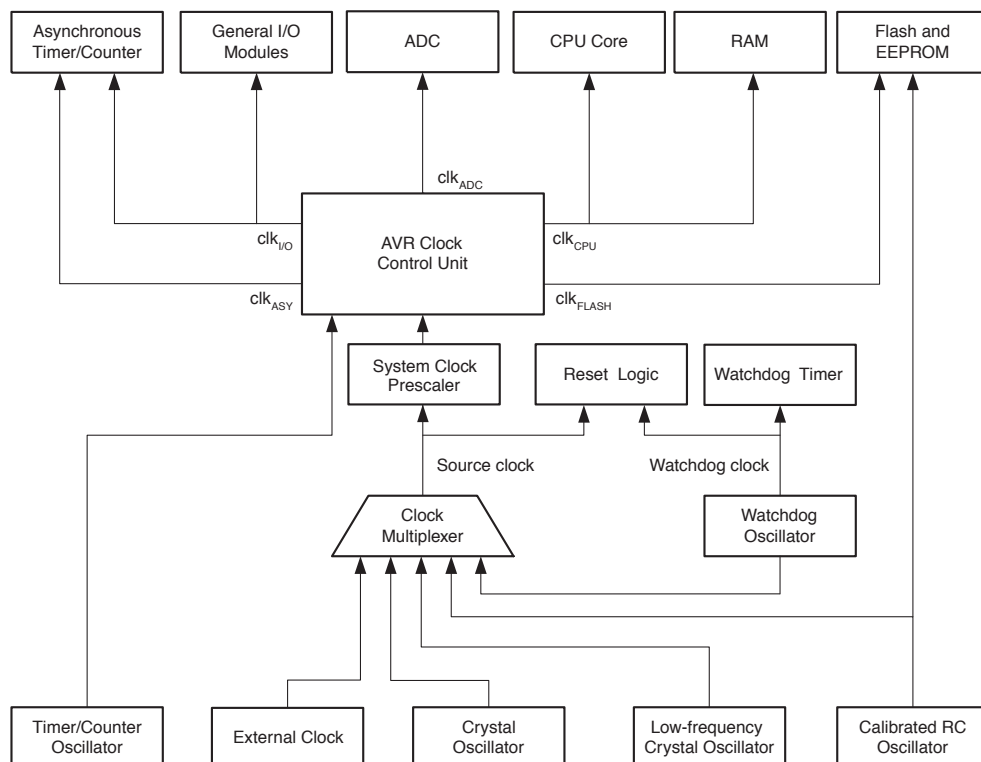 Asynchronous
Timer/Counter
General I/O
Modules
ADC
CPU Core
RAM
Flash and
EEPROM
clkADC
clkI/O
AVR Clock
Control Unit
clkCPU
clkASY
clkFLASH
System Clock
Prescaler
Reset Logic
Watchdog Timer
Source clock
Watchdog clock
Clock
Multiplexer
Watchdog
Oscillator
Timer/Counter
Oscillator
External Clock
Crystal
Oscillator
Low-frequency
Crystal Oscillator
Calibrated RC
Oscillator